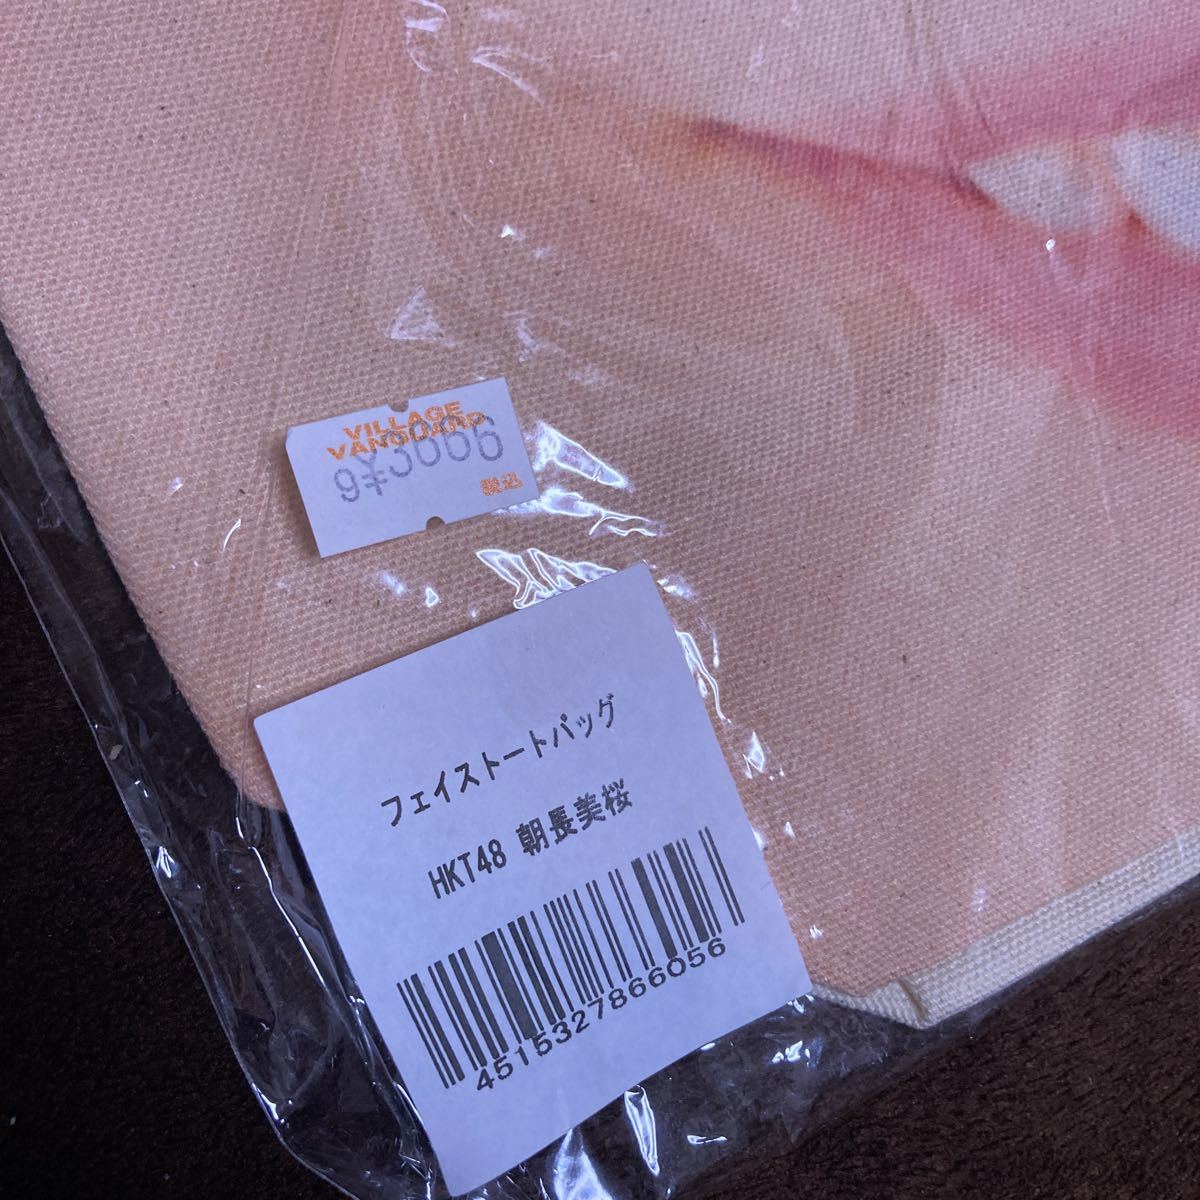 VILLAGE
VANGUARD
9¥3666
税込
フェイストートバッグ
HKT48 朝長美桜
4515327866056